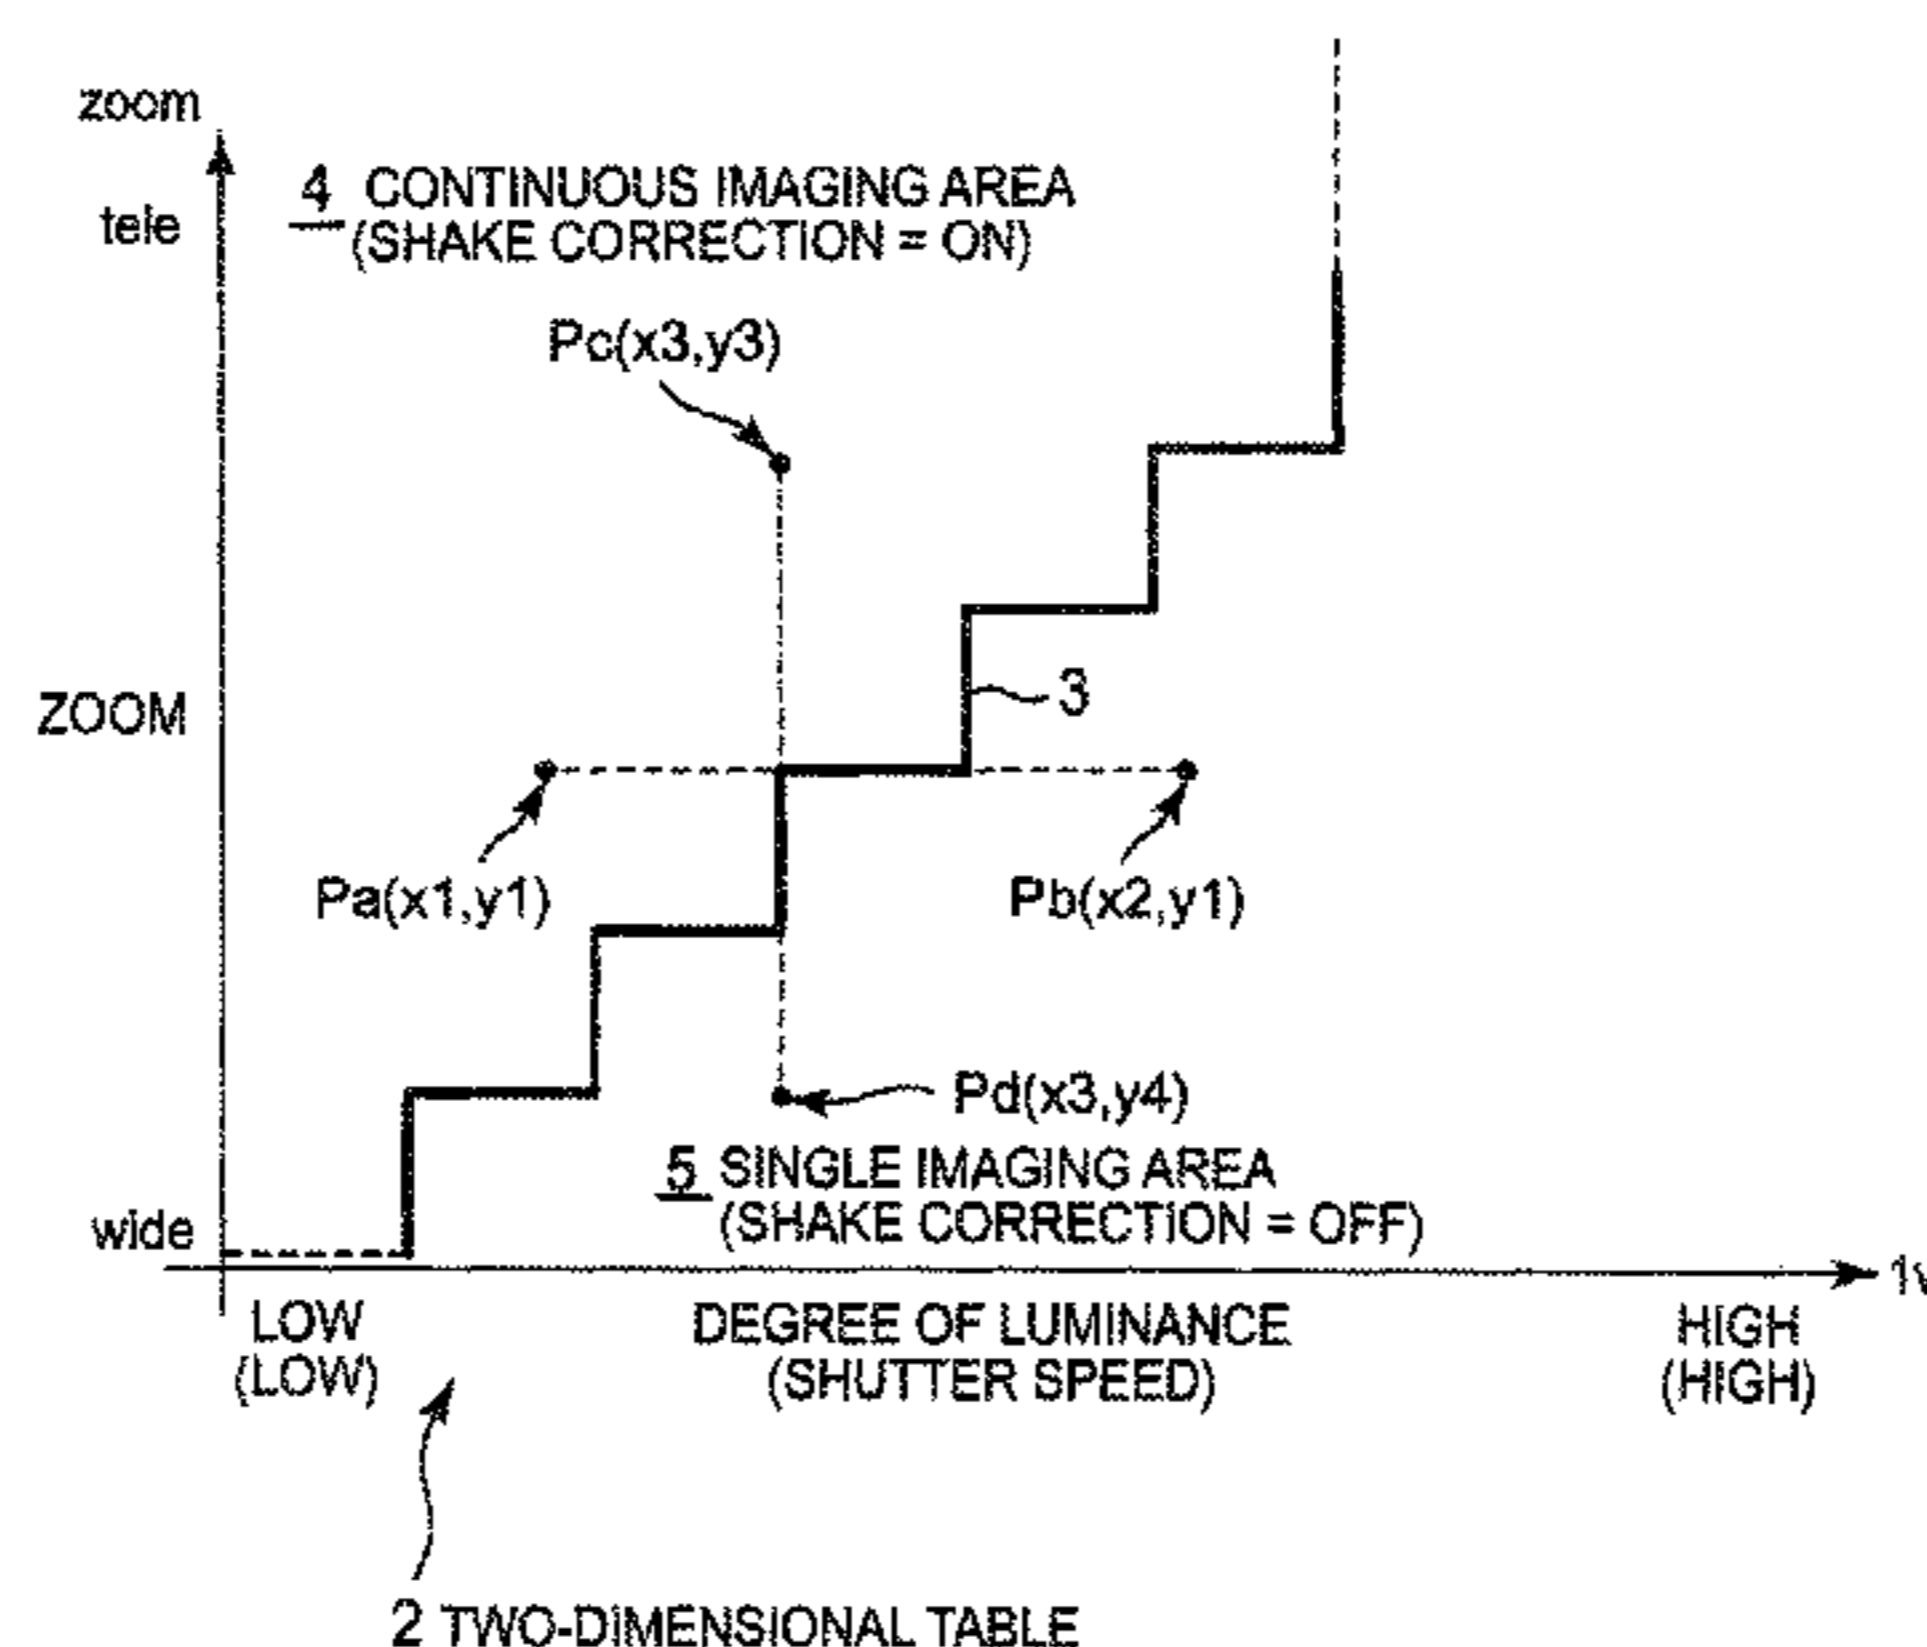 zoom
tele
4 CONTINUOUS IMAGING AREA
(SHAKE CORRECTION = ON)
Pc(x3,y3)
3
ZOOM
Pa(x1,y1)
Pb(x2,y1)
Pd(x3,y4)
5 SINGLE IMAGING AREA
(SHAKE CORRECTION = OFF)
wide
LOW
(LOW)
DEGREE OF LUMINANCE
(SHUTTER SPEED)
HIGH
(HIGH)
2 TWO-DIMENSIONAL TABLE